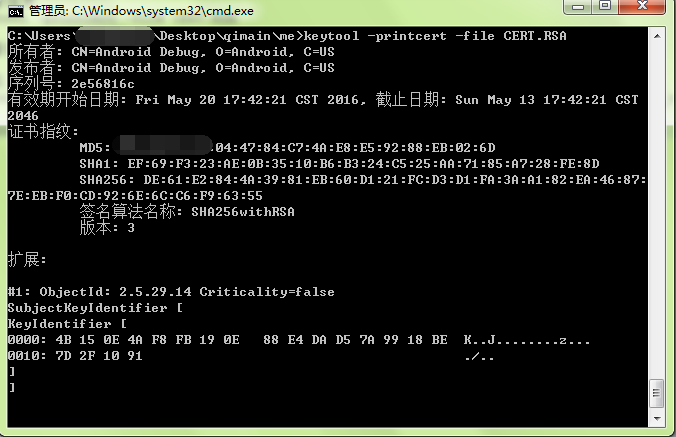 管理员: C:\Windows\system32\cmd.exe
C:\Users\ \Desktop\qimain\me>keytool -printcert -file CERT.RSA
所有者: CN=Android Debug, O=Android, C=US
发布者: CN=Android Debug, O=Android, C=US
序列号: 2e56816c
有效期开始日期: Fri May 20 17:42:21 CST 2016, 截止日期: Sun May 13 17:42:21 CST
2046
证书指纹:
MD5: :04:47:84:C7:4A:E8:E5:92:88:EB:02:6D
SHA1: EF:69:F3:23:AE:0B:35:10:B6:B3:24:C5:25:AA:71:85:A7:28:FE:8D
SHA256: DE:61:E2:84:4A:39:81:EB:60:D1:21:FC:D3:D1:FA:3A:A1:82:EA:46:87:
7E:EB:F0:CD:92:6E:6C:C6:F9:63:55
签名算法名称: SHA256withRSA
版本: 3
扩展:
#1: ObjectId: 2.5.29.14 Criticality=false
SubjectKeyIdentifier [
KeyIdentifier [
0000: 4B 15 0E 4A F8 FB 19 0E 88 E4 DA D5 7A 99 18 BE K..J........z...
0010: 7D 2F 10 91 ./..
]
]